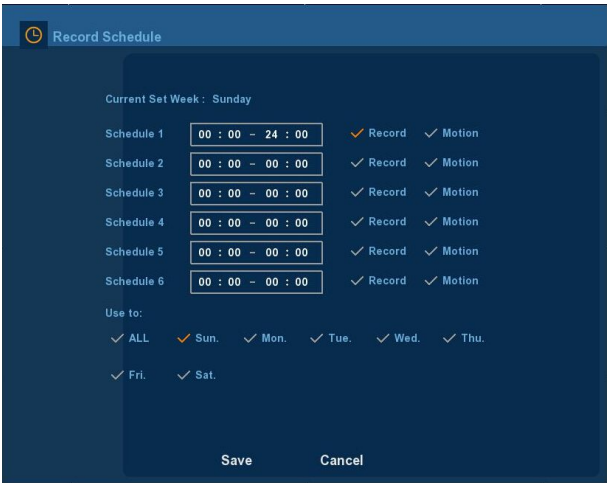 Record Schedule
Current Set Week : Sunday
Schedule 1 00 : 00 - 24 : 00 Record Motion
Schedule 2 00 : 00 - 00 : 00 Record Motion
Schedule 3 00 : 00 - 00 : 00 Record Motion
Schedule 4 00 : 00 - 00 : 00 Record Motion
Schedule 5 00 : 00 - 00 : 00 Record Motion
Schedule 6 00 : 00 - 00 : 00 Record Motion
Use to:
ALL Sun. Mon. Tue. Wed. Thu.
Fri. Sat.
Save Cancel